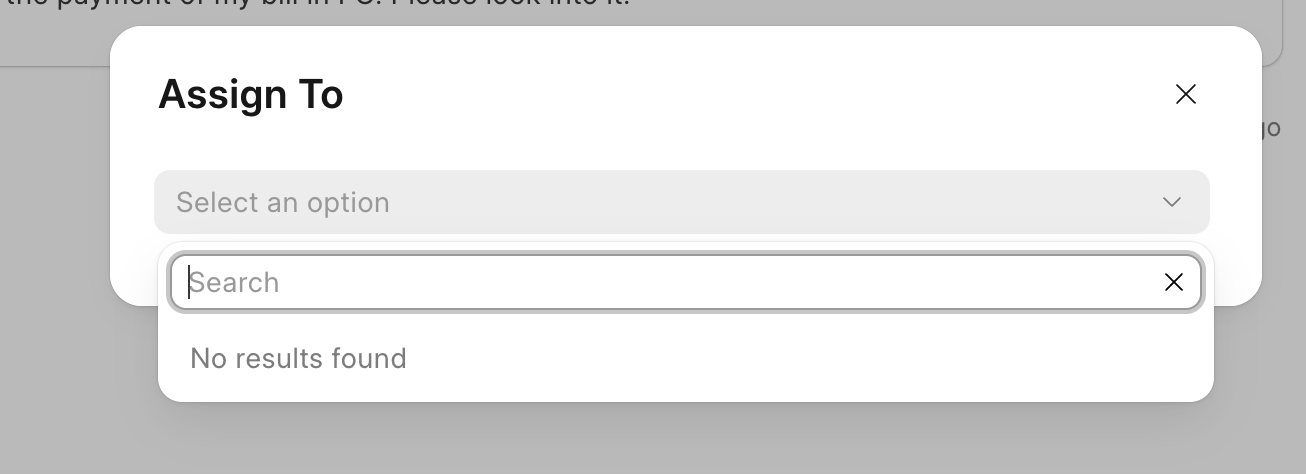 the payment of my bill in PG. Please look into it.
Assign To
go
Select an option
Search
No results found